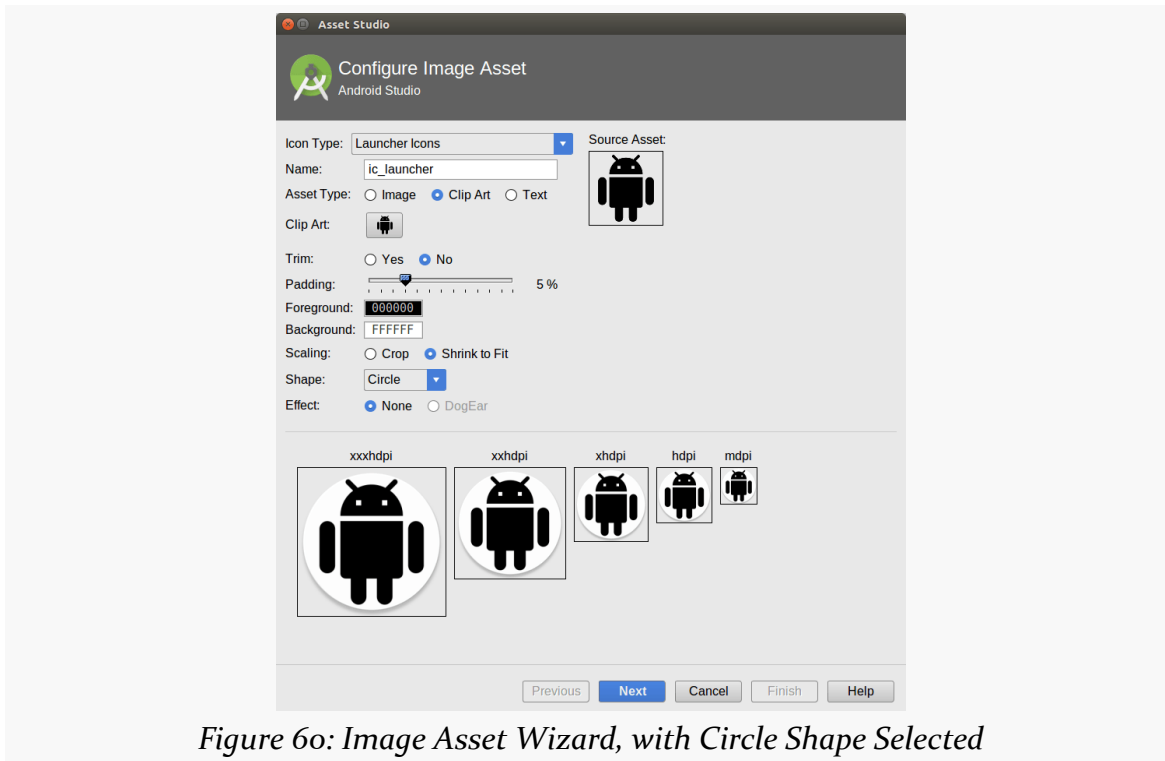 Asset Studio
Configure Image Asset
Android Studio
Icon Type: Launcher Icons
Source Asset:
Name: ic_launcher
Asset Type: Image Clip Art Text
Clip Art:
Trim: Yes No
Padding: 5 %
Foreground: 000000
Background: FFFFFF
Scaling: Crop Shrink to Fit
Shape: Circle
Effect: None DogEar
xxxhdpi xxhdpi xhdpi hdpi mdpi
Previous Next Cancel Finish Help
Figure 60: Image Asset Wizard, with Circle Shape Selected